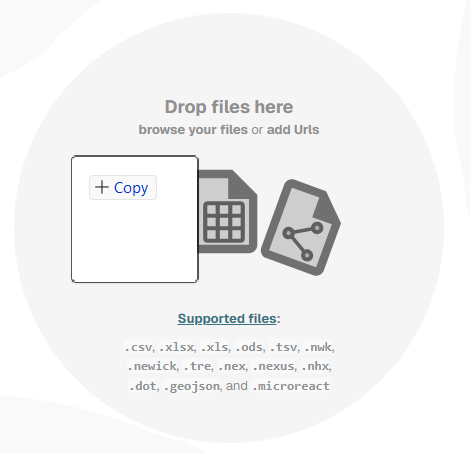 Drop files here
browse your files or add Urls
+ Copy
Supported files:
.csv, .xlsx, .xls, .ods, .tsv, .nwk,
.newick, .tre, .nex, .nexus, .nhx,
.dot, .geojson, and .microreact